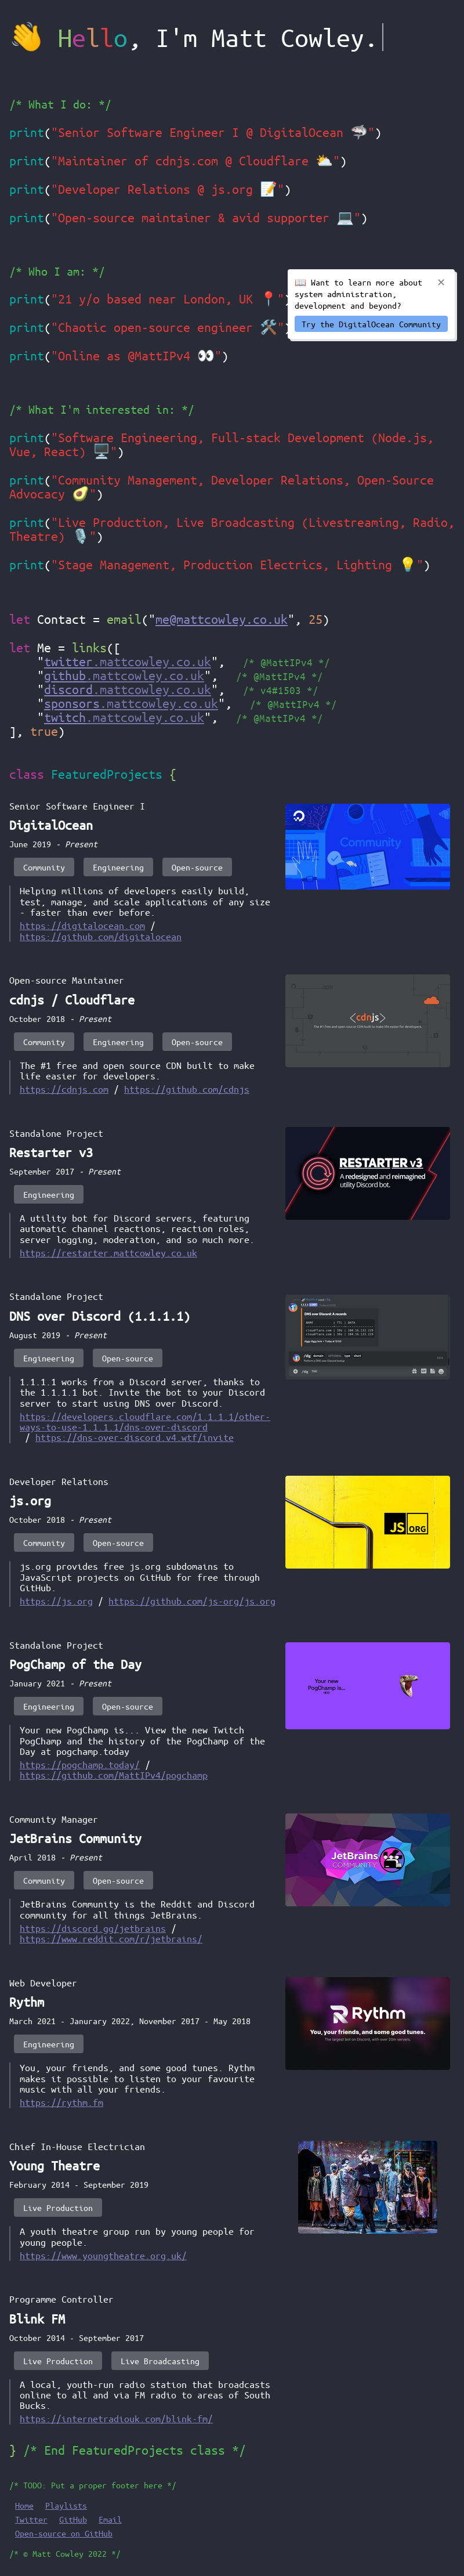 👋 Hello, I'm Matt Cowley.
/* What I do: */
print("Senior Software Engineer I @ DigitalOcean 🦈")
print("Maintainer of cdnjs.com @ Cloudflare ⛅")
print("Developer Relations @ js.org 📝")
print("Open-source maintainer & avid supporter 💻")
/* Who I am: */
print("21 y/o based near London, UK 📍")
print("Chaotic open-source engineer 🛠️")
print("Online as @MattIPv4 👀")
📖 Want to learn more about
system administration,
development and beyond?
✕
Try the DigitalOcean Community
/* What I'm interested in: */
print("Software Engineering, Full-stack Development (Node.js,
Vue, React) 🖥️")
print("Community Management, Developer Relations, Open-Source
Advocacy 🥑")
print("Live Production, Live Broadcasting (Livestreaming, Radio,
Theatre) 🎙️")
print("Stage Management, Production Electrics, Lighting 💡")
let Contact = email("me@mattcowley.co.uk", 25)
let Me = links([
"twitter.mattcowley.co.uk", /* @MattIPv4 */
"github.mattcowley.co.uk", /* @MattIPv4 */
"discord.mattcowley.co.uk", /* v4#1503 */
"sponsors.mattcowley.co.uk", /* @MattIPv4 */
"twitch.mattcowley.co.uk", /* @MattIPv4 */
], true)
class FeaturedProjects {
Senior Software Engineer I
DigitalOcean
June 2019 - Present
Community Engineering Open-source
Helping millions of developers easily build,
test, manage, and scale applications of any size
- faster than ever before.
https://digitalocean.com /
https://github.com/digitalocean
Community
Open-source Maintainer
cdnjs / Cloudflare
October 2018 - Present
Community Engineering Open-source
The #1 free and open source CDN built to make
life easier for developers.
https://cdnjs.com / https://github.com/cdnjs
<cdnjs>
The #1 free and open source CDN built to make life easier for developers.
Standalone Project
Restarter v3
September 2017 - Present
Engineering
A utility bot for Discord servers, featuring
automatic channel reactions, reaction roles,
server logging, moderation, and so much more.
https://restarter.mattcowley.co.uk
RESTARTER v3
A redesigned and reimagined
utility Discord bot.
Standalone Project
DNS over Discord (1.1.1.1)
August 2019 - Present
Engineering Open-source
1.1.1.1 works from a Discord server, thanks to
the 1.1.1.1 bot. Invite the bot to your Discord
server to start using DNS over Discord.
https://developers.cloudflare.com/1.1.1.1/other-
ways-to-use-1.1.1.1/dns-over-discord
/ https://dns-over-discord.v4.wtf/invite
Developer Relations
js.org
October 2018 - Present
Community Open-source
js.org provides free js.org subdomains to
JavaScript projects on GitHub for free through
GitHub.
https://js.org / https://github.com/js-org/js.org
JS ORG
Standalone Project
PogChamp of the Day
January 2021 - Present
Engineering Open-source
Your new PogChamp is... View the new Twitch
PogChamp and the history of the PogChamp of the
Day at pogchamp.today
https://pogchamp.today/ /
https://github.com/MattIPv4/pogchamp
Your new
PogChamp is...
Community Manager
JetBrains Community
April 2018 - Present
Community Open-source
JetBrains Community is the Reddit and Discord
community for all things JetBrains.
https://discord.gg/jetbrains /
https://www.reddit.com/r/jetbrains/
JetBrains
COMMUNITY
Web Developer
Rythm
March 2021 - Janurary 2022, November 2017 - May 2018
Engineering
You, your friends, and some good tunes. Rythm
makes it possible to listen to your favourite
music with all your friends.
https://rythm.fm
Rythm
You, your friends, and some good tunes.
Chief In-House Electrician
Young Theatre
February 2014 - September 2019
Live Production
A youth theatre group run by young people for
young people.
https://www.youngtheatre.org.uk/
Programme Controller
Blink FM
October 2014 - September 2017
Live Production Live Broadcasting
A local, youth-run radio station that broadcasts
online to all and via FM radio to areas of South
Bucks.
https://internetradiouk.com/blink-fm/
} /* End FeaturedProjects class */
/* TODO: Put a proper footer here */
Home Playlists
Twitter GitHub Email
Open-source on GitHub
/* © Matt Cowley 2022 */